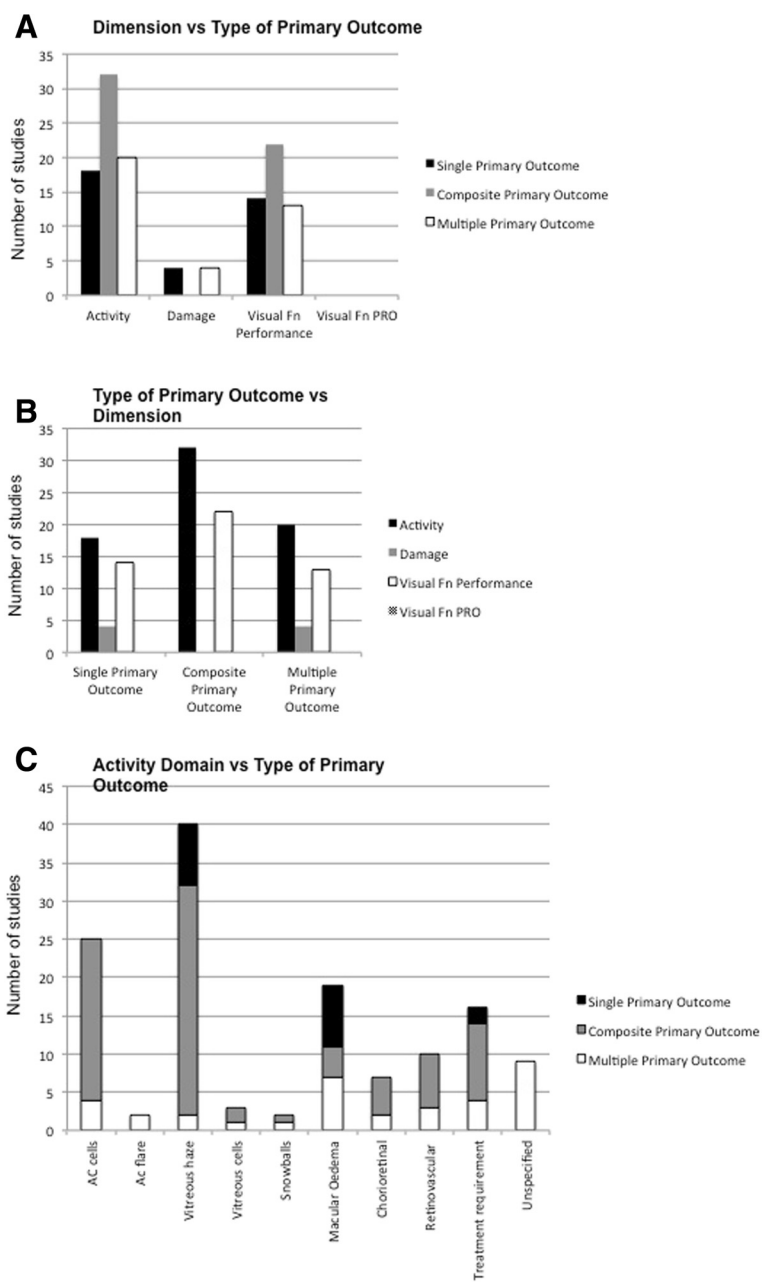 A
Dimension vs Type of Primary Outcome
35
30
25
20
15
10
5
0
Number of studies
Activity
Damage
Visual Fn
Performance
Visual Fn PRO
Single Primary Outcome
Composite Primary Outcome
Multiple Primary Outcome
B
Type of Primary Outcome vs
Dimension
35
30
25
20
15
10
5
0
Number of studies
Single Primary
Outcome
Composite
Primary
Outcome
Multiple
Primary
Outcome
Activity
Damage
Visual Fn Performance
Visual Fn PRO
C
Activity Domain vs Type of Primary
Outcome
45
40
35
30
25
20
15
10
5
0
Number of studies
AC cells
Ac flare
Vitreous haze
Vitreous cells
Snowballs
Macular Oedema
Chorioretinal
Retinovascular
Treatment requirement
Unspecified
Single Primary Outcome
Composite Primary Outcome
Multiple Primary Outcome